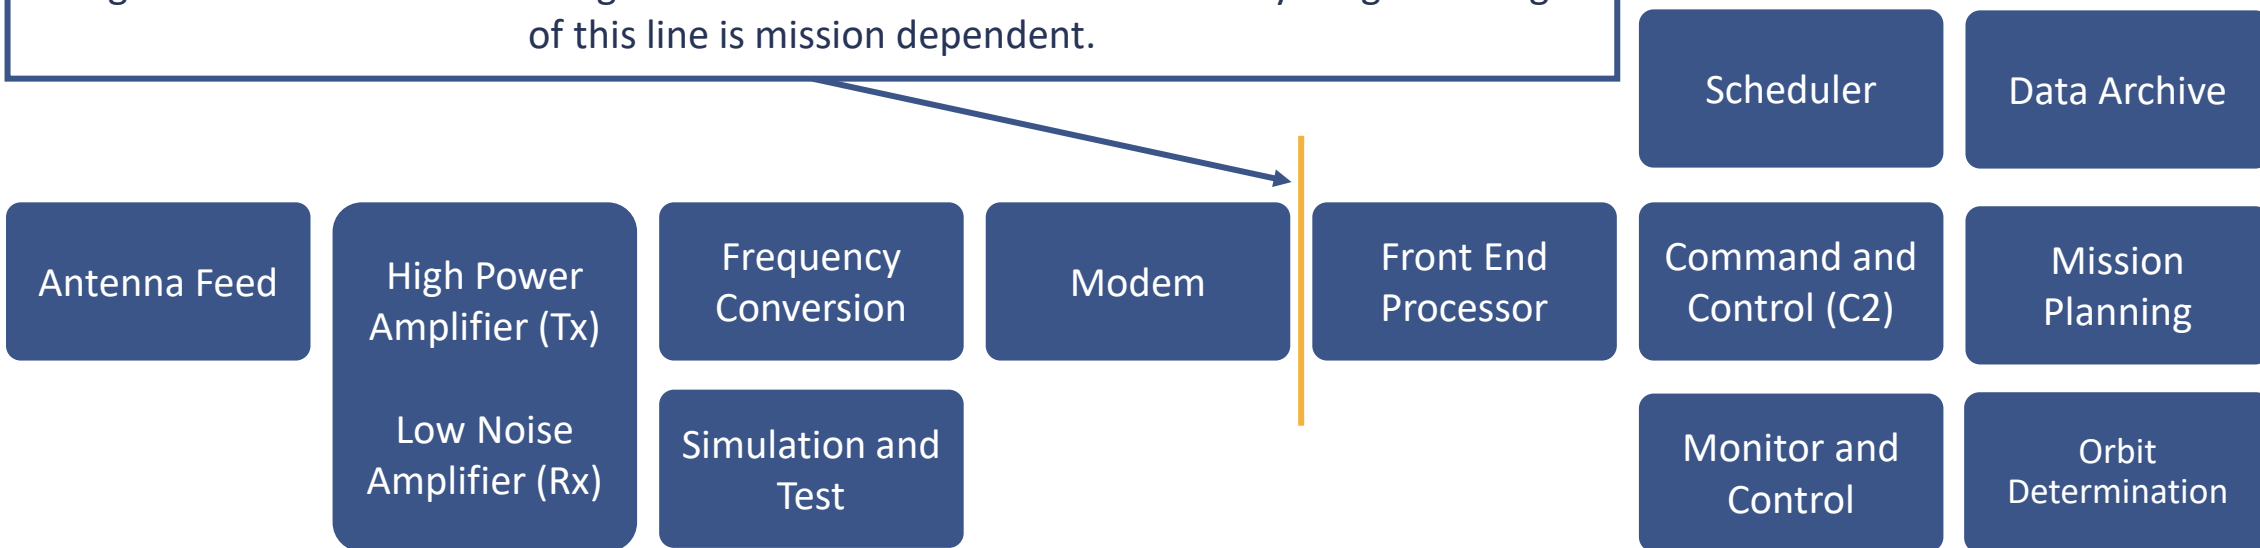 of this line is mission dependent.
Scheduler
Data Archive
Antenna Feed
High Power
Amplifier (Tx)
Low Noise
Amplifier (Rx)
Frequency
Conversion
Modem
Front End
Processor
Command and
Control (C2)
Mission
Planning
Simulation and
Test
Monitor and
Control
Orbit
Determination